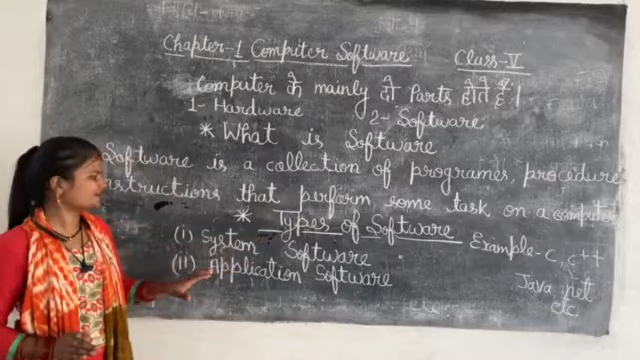 Chapter-1 Computer Software Class-V
Computer के mainly दो Parts होते हैं।
1- Hardware 2- Software
* What is Software
Software is a collection of programes, procedure
instructions that perform some task on a computer
* Types of Software
(i) System Software Example-C, C++
(ii) Application Software Java .net
etc